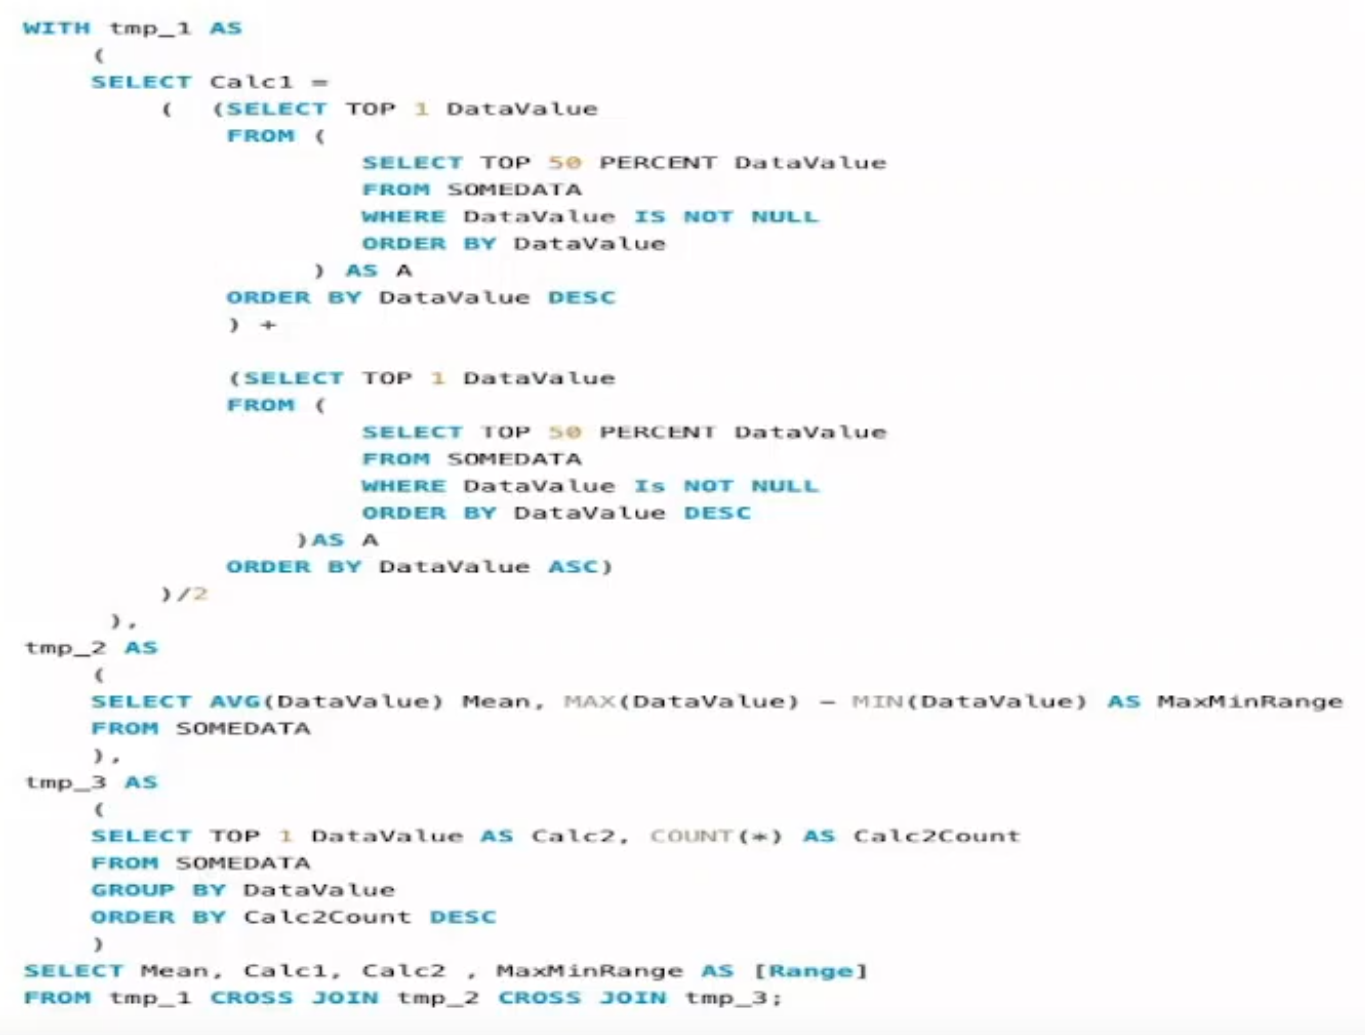 WITH tmp_1 AS
(
SELECT Calc1 =
( (SELECT TOP 1 DataValue
FROM (
SELECT TOP 50 PERCENT DataValue
FROM SOMEDATA
WHERE DataValue IS NOT NULL
ORDER BY DataValue
) AS A
ORDER BY DataValue DESC
) +
(SELECT TOP 1 DataValue
FROM (
SELECT TOP 50 PERCENT DataValue
FROM SOMEDATA
WHERE DataValue Is NOT NULL
ORDER BY DataValue DESC
)AS A
ORDER BY DataValue ASC)
)/2
),
tmp_2 AS
(
SELECT AVG(DataValue) Mean, MAX(DataValue) - MIN(DataValue) AS MaxMinRange
FROM SOMEDATA
),
tmp_3 AS
(
SELECT TOP 1 DataValue AS Calc2, COUNT(*) AS Calc2Count
FROM SOMEDATA
GROUP BY DataValue
ORDER BY Calc2Count DESC
)
SELECT Mean, Calc1, Calc2 , MaxMinRange AS [Range]
FROM tmp_1 CROSS JOIN tmp_2 CROSS JOIN tmp_3;